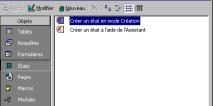 Aperçu Modifier Nouveau
Objets
Tables
Requêtes
Formulaires
États
Pages
Macros
Modules
Créer un état en mode Création
Créer un état à l'aide de l'Assistant